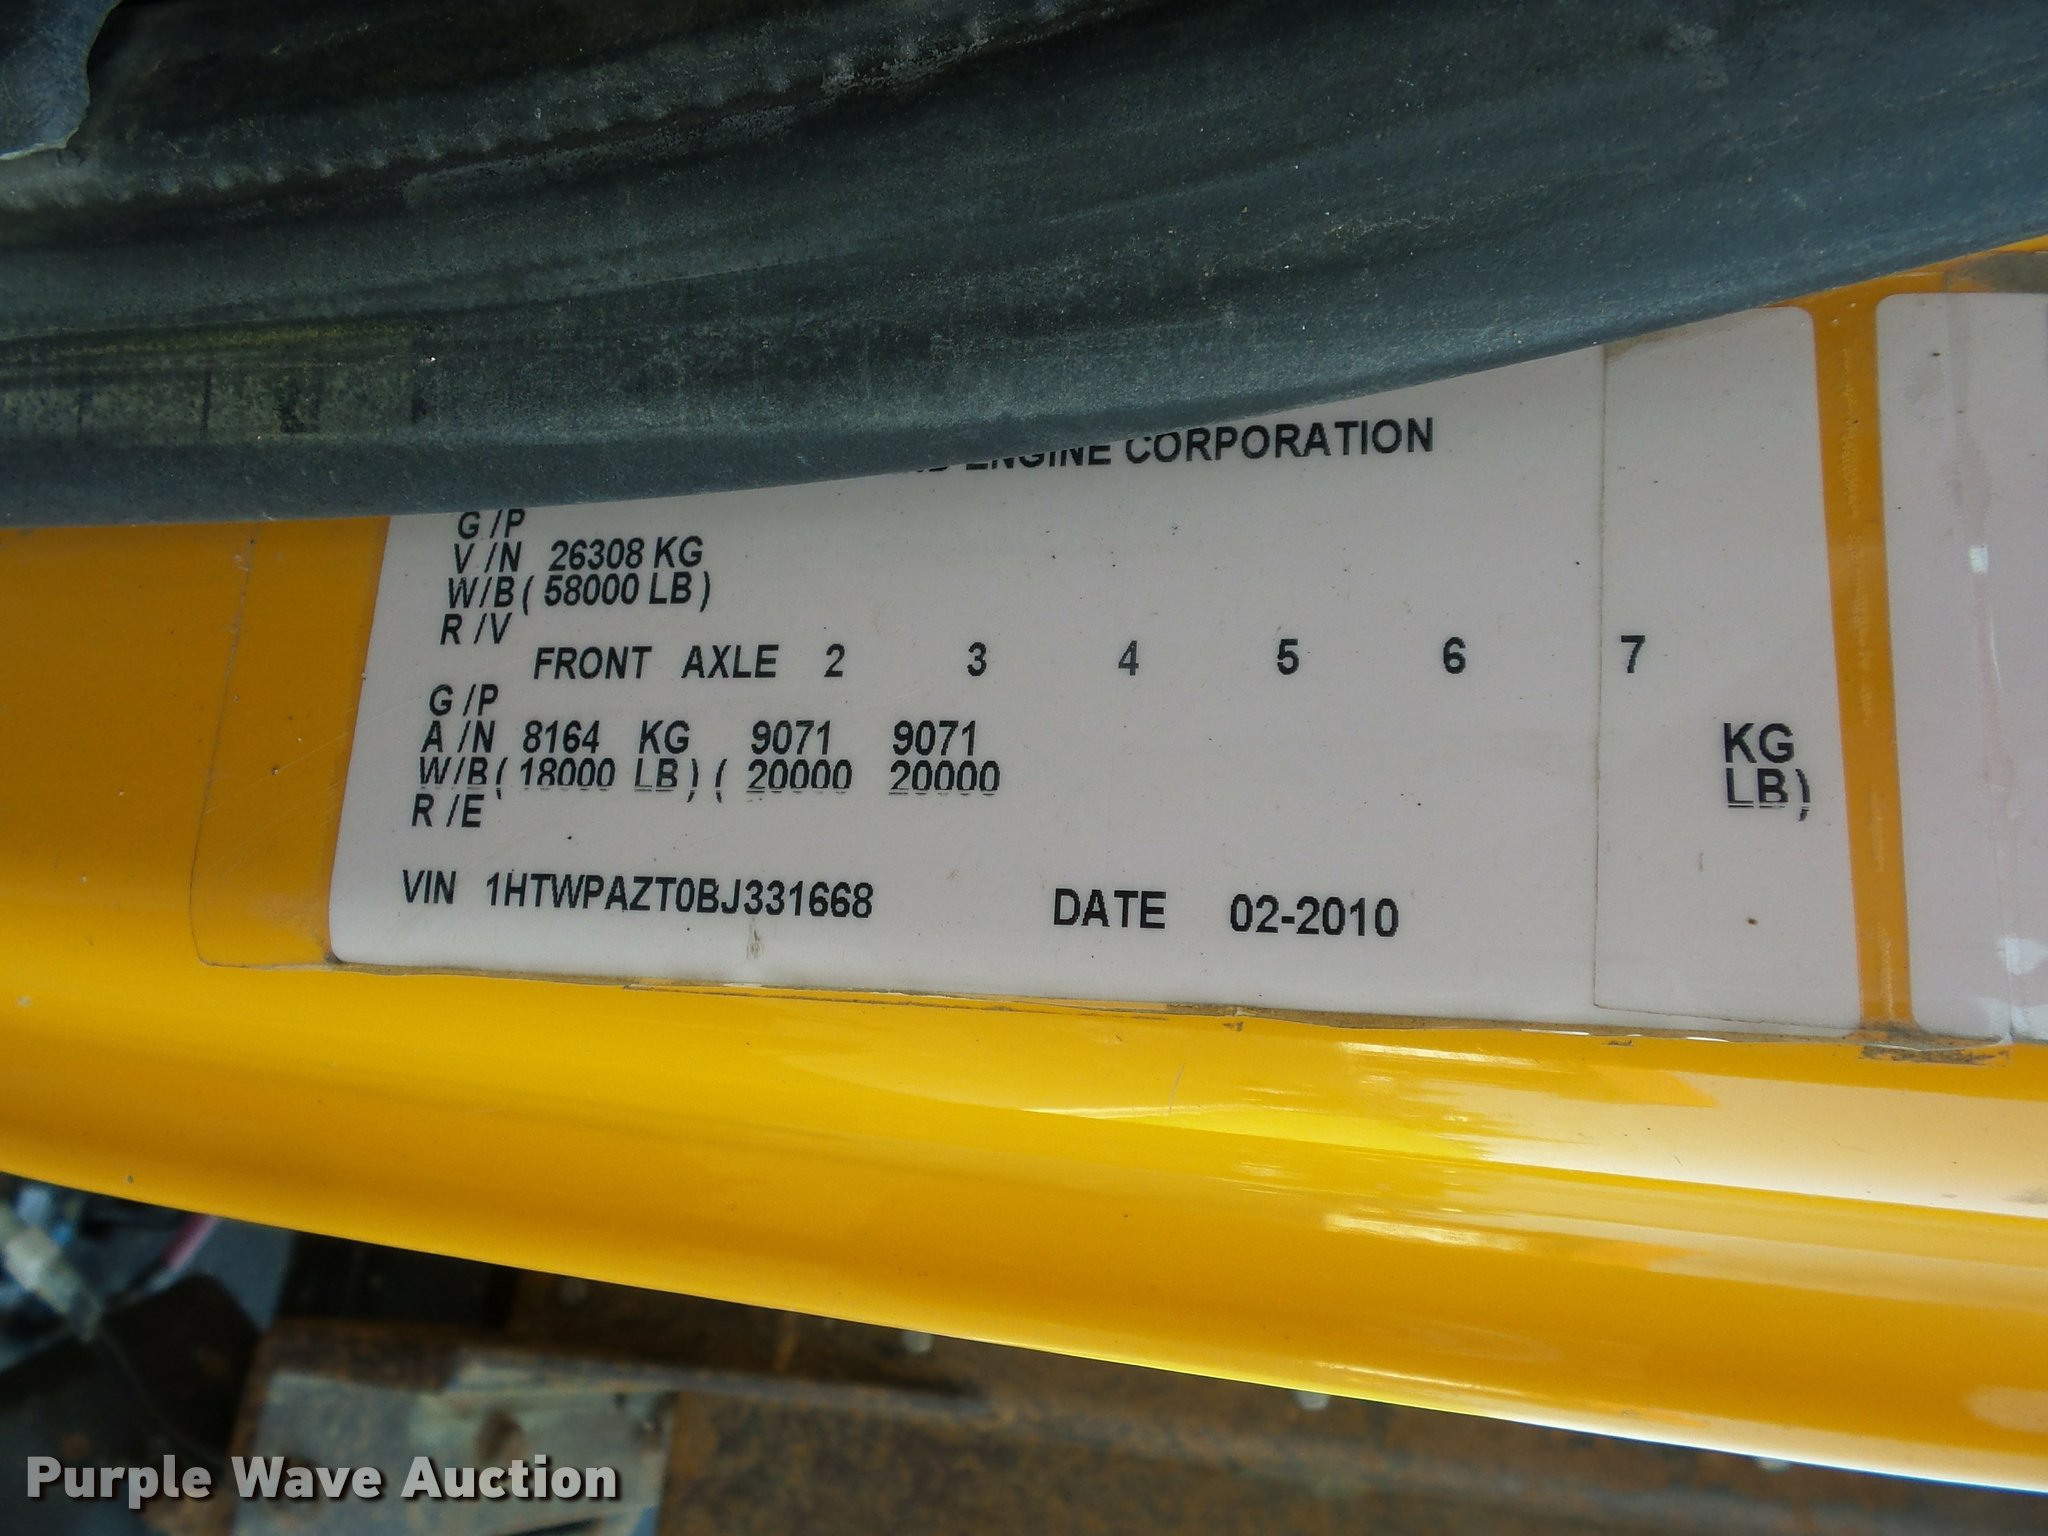 ENGINE CORPORATION
G /P
V /N 26308 KG
W/B ( 58000 LB )
R /V
FRONT AXLE 2 3 4 5 6 7
G /P
A /N 8164 KG 9071 9071 KG
W/B ( 18000 LB ) ( 20000 20000 LB )
R /E
VIN 1HTWPAZT0BJ331668 DATE 02-2010
Purple Wave Auction